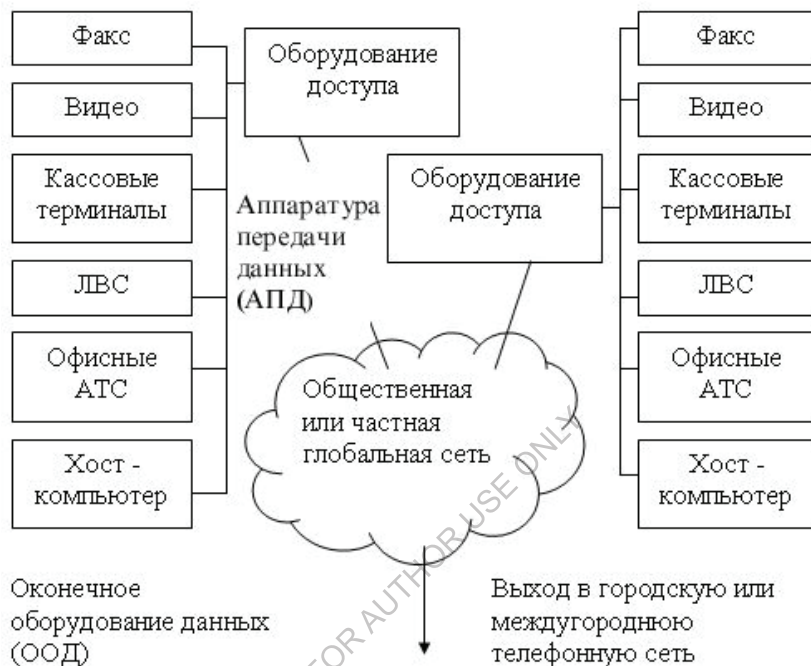 Факс
Видео
Кассовые
терминалы
ЛВС
Офисные
АТС
Хост -
компьютер
Оборудование
доступа
Аппаратура
передачи
данных
(АПД)
Оборудование
доступа
Общественная
или частная
глобальная сеть
Факс
Видео
Кассовые
терминалы
ЛВС
Офисные
АТС
Хост -
компьютер
Оконечное
оборудование данных
(ООД)
Выход в городскую или
междугороднюю
телефонную сеть
FOR AUTHOR USE ONLY